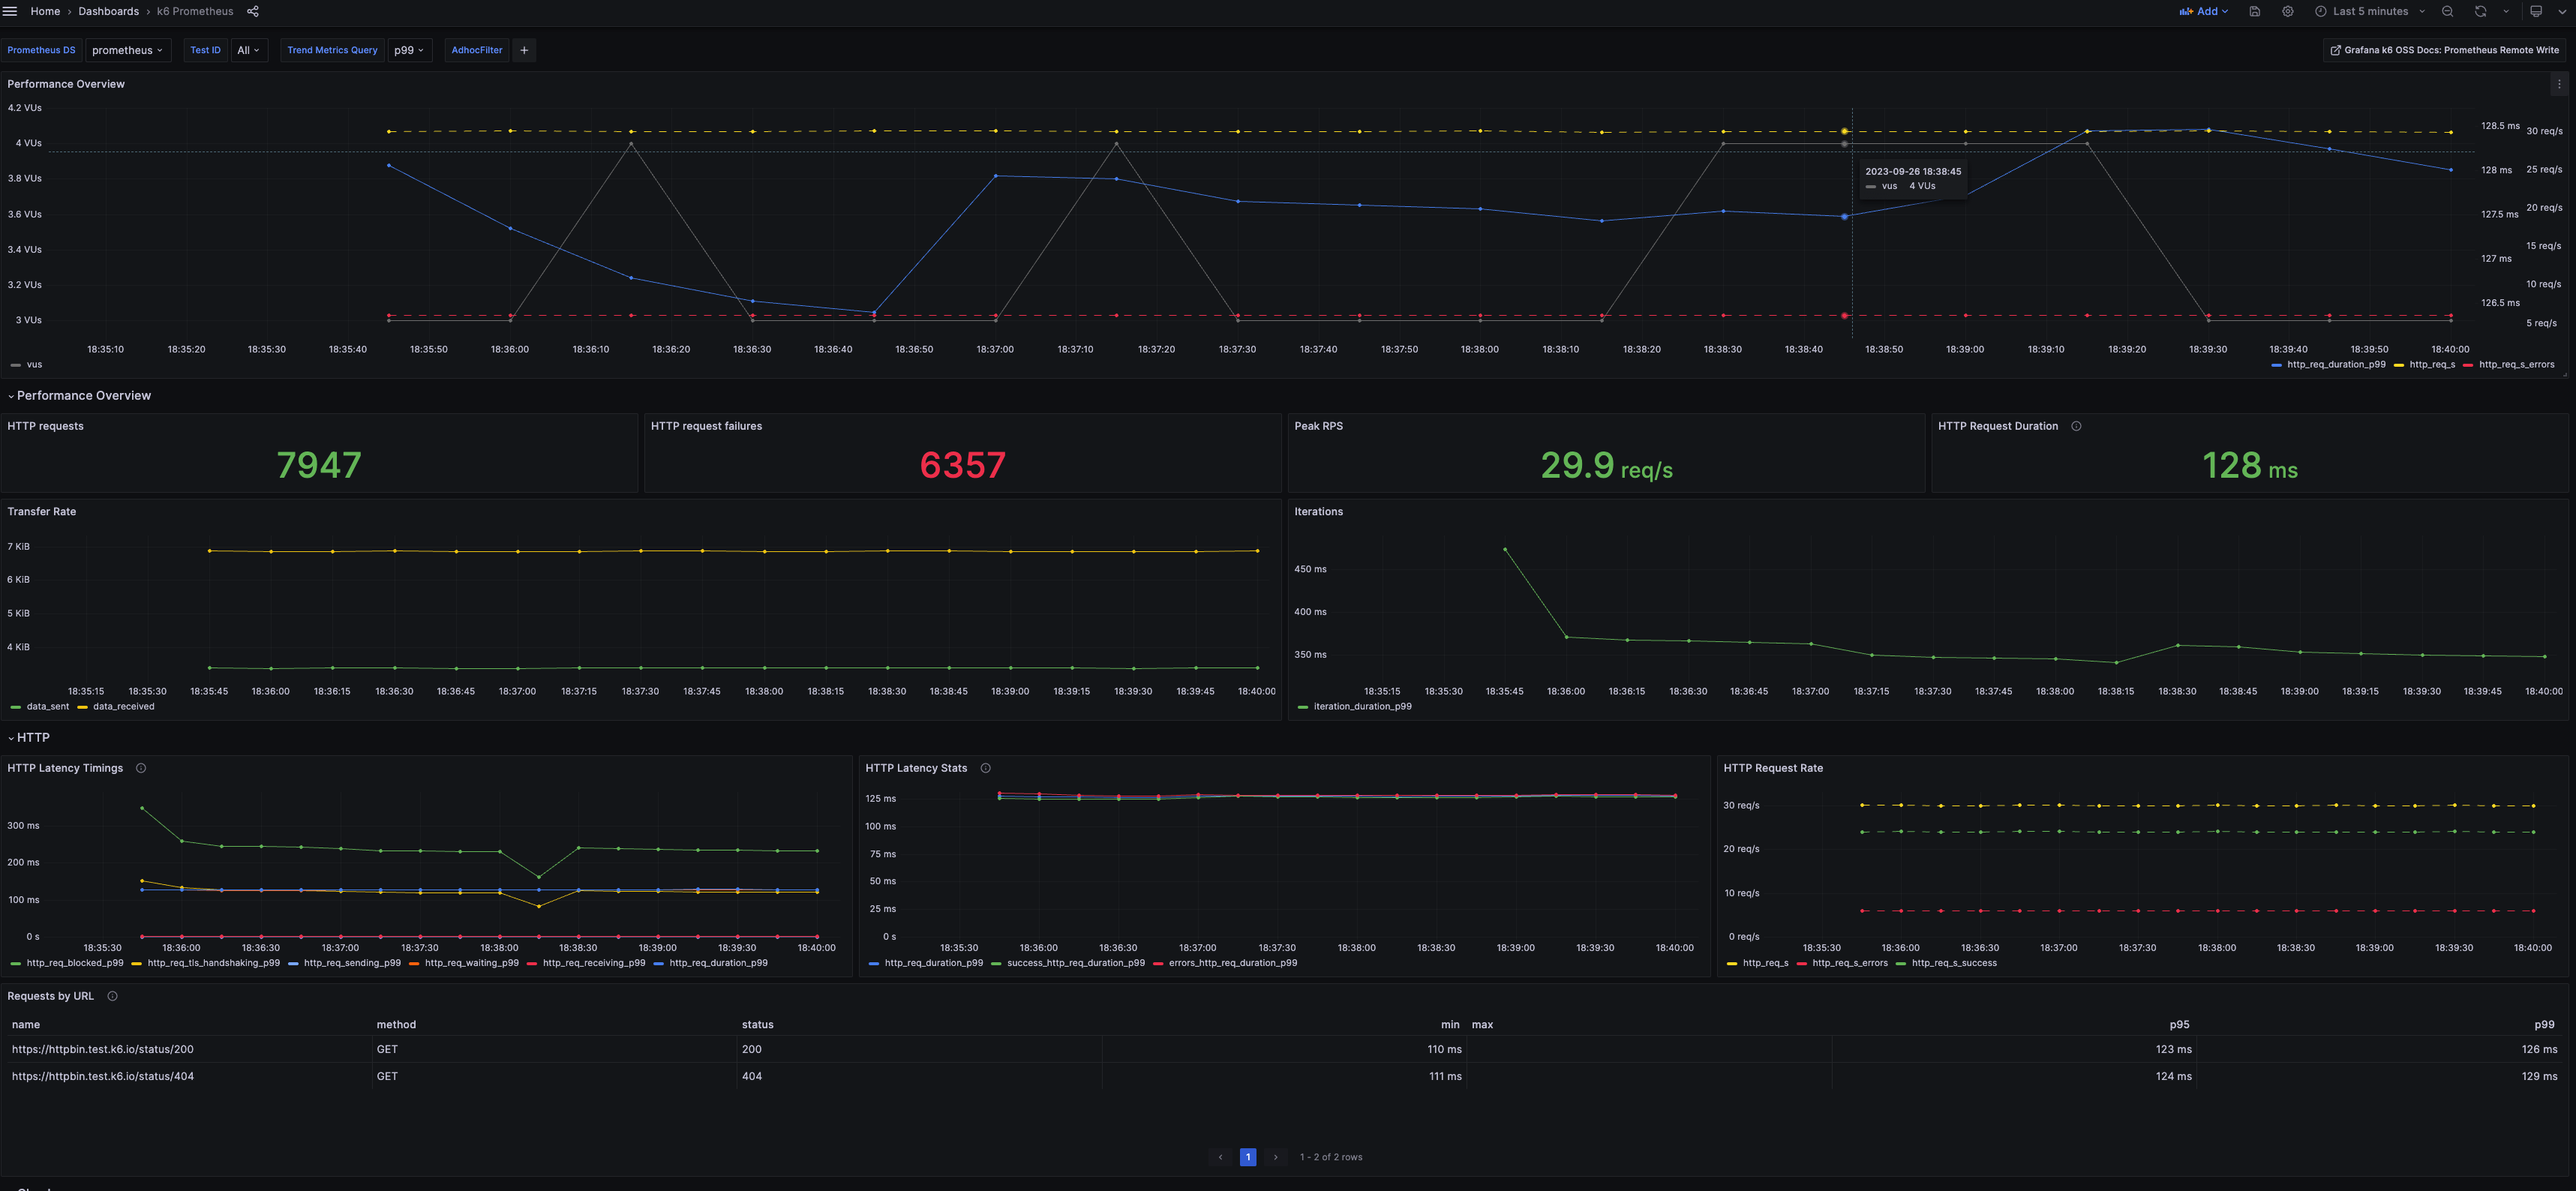 Home › Dashboards › k6 Prometheus
Add
Last 5 minutes
Prometheus DS prometheus Test ID All Trend Metrics Query p99 AdhocFilter +
Grafana k6 OSS Docs: Prometheus Remote Write
Performance Overview
4.2 VUs
4 VUs
3.8 VUs
3.6 VUs
3.4 VUs
3.2 VUs
3 VUs
128.5 ms 30 req/s
128 ms 25 req/s
20 req/s
127.5 ms
15 req/s
127 ms
10 req/s
126.5 ms
5 req/s
2023-09-26 18:38:45
vus 4 VUs
18:35:10 18:35:20 18:35:30 18:35:40 18:35:50 18:36:00 18:36:10 18:36:20 18:36:30 18:36:40 18:36:50 18:37:00 18:37:10 18:37:20 18:37:30 18:37:40 18:37:50 18:38:00 18:38:10 18:38:20 18:38:30 18:38:40 18:38:50 18:39:00 18:39:10 18:39:20 18:39:30 18:39:40 18:39:50 18:40:00
vus
http_req_duration_p99 http_req_s http_req_s_errors
Performance Overview
HTTP requests
7947
HTTP request failures
6357
Peak RPS
29.9 req/s
HTTP Request Duration
128 ms
Transfer Rate
7 KiB
6 KiB
5 KiB
4 KiB
18:35:15 18:35:30 18:35:45 18:36:00 18:36:15 18:36:30 18:36:45 18:37:00 18:37:15 18:37:30 18:37:45 18:38:00 18:38:15 18:38:30 18:38:45 18:39:00 18:39:15 18:39:30 18:39:45 18:40:00
data_sent data_received
Iterations
450 ms
400 ms
350 ms
18:35:15 18:35:30 18:35:45 18:36:00 18:36:15 18:36:30 18:36:45 18:37:00 18:37:15 18:37:30 18:37:45 18:38:00 18:38:15 18:38:30 18:38:45 18:39:00 18:39:15 18:39:30 18:39:45 18:40:00
iteration_duration_p99
HTTP
HTTP Latency Timings
300 ms
200 ms
100 ms
0 s
18:35:30 18:36:00 18:36:30 18:37:00 18:37:30 18:38:00 18:38:30 18:39:00 18:39:30 18:40:00
http_req_blocked_p99 http_req_tls_handshaking_p99 http_req_sending_p99 http_req_waiting_p99 http_req_receiving_p99 http_req_duration_p99
HTTP Latency Stats
125 ms
100 ms
75 ms
50 ms
25 ms
0 s
18:35:30 18:36:00 18:36:30 18:37:00 18:37:30 18:38:00 18:38:30 18:39:00 18:39:30 18:40:00
http_req_duration_p99 success_http_req_duration_p99 errors_http_req_duration_p99
HTTP Request Rate
30 req/s
20 req/s
10 req/s
0 req/s
18:35:30 18:36:00 18:36:30 18:37:00 18:37:30 18:38:00 18:38:30 18:39:00 18:39:30 18:40:00
http_req_s http_req_s_errors http_req_s_success
Requests by URL
name method status min max p95 p99
https://httpbin.test.k6.io/status/200 GET 200 110 ms 123 ms 126 ms
https://httpbin.test.k6.io/status/404 GET 404 111 ms 124 ms 129 ms
‹ 1 › 1 - 2 of 2 rows